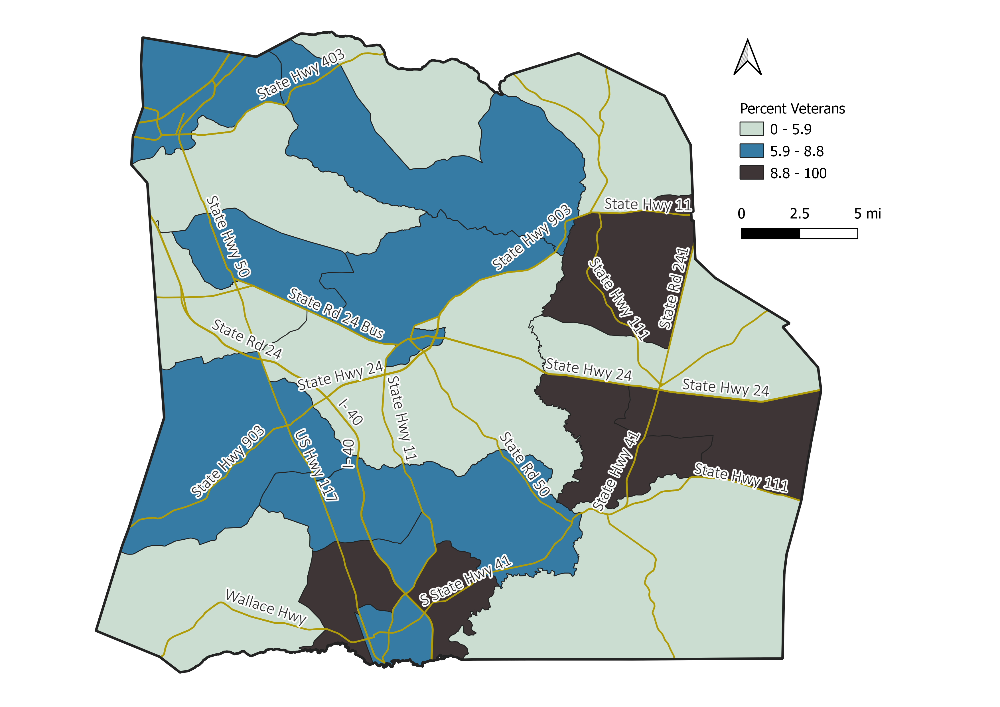 State Hwy 403
Percent Veterans
0 - 5.9
5.9 - 8.8
8.8 - 100
0 2.5 5 mi
State Hwy 11
State Hwy 903
State Hwy 50
State Hwy 111
State Rd 241
State Rd 24 Bus
State Rd 24
State Hwy 24
State Hwy 24
State Hwy 24
State Hwy 11
I- 40
I- 40
State Hwy 903
US Hwy 117
State Rd 50
State Hwy 41
State Hwy 111
S State Hwy 41
Wallace Hwy